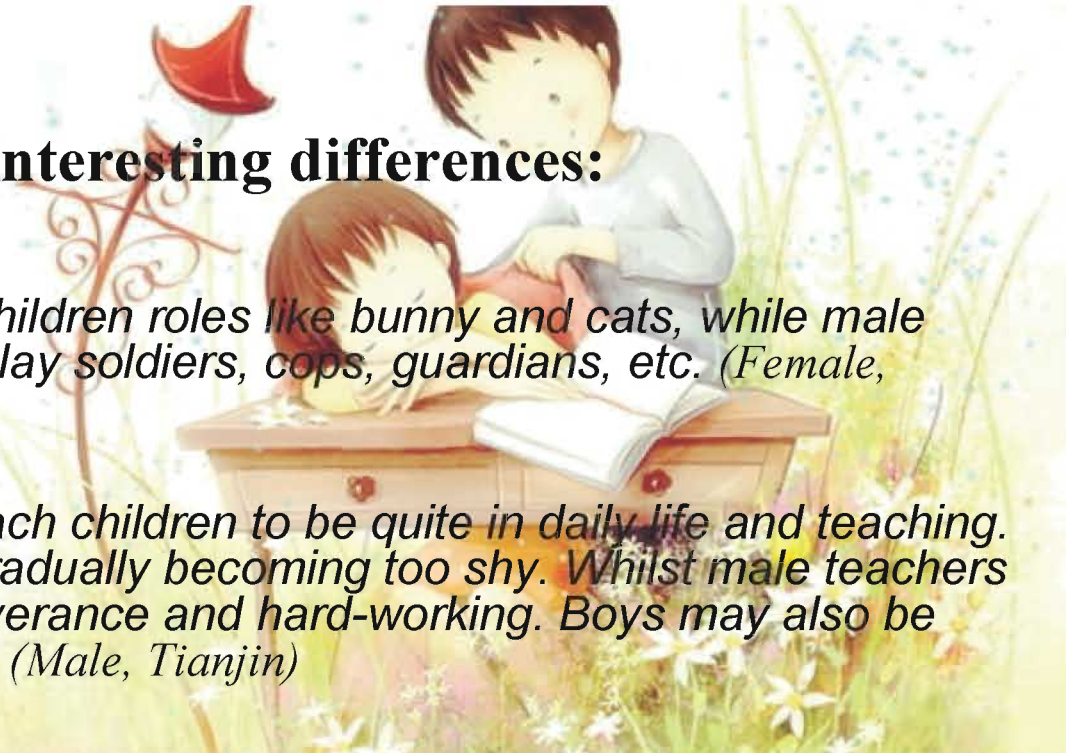 nteresting differences:
hildren roles like bunny and cats, while male
lay soldiers, cops, guardians, etc. (Female,
ach children to be quite in daily life and teaching.
radually becoming too shy. Whilst male teachers
verance and hard-working. Boys may also be
(Male, Tianjin)